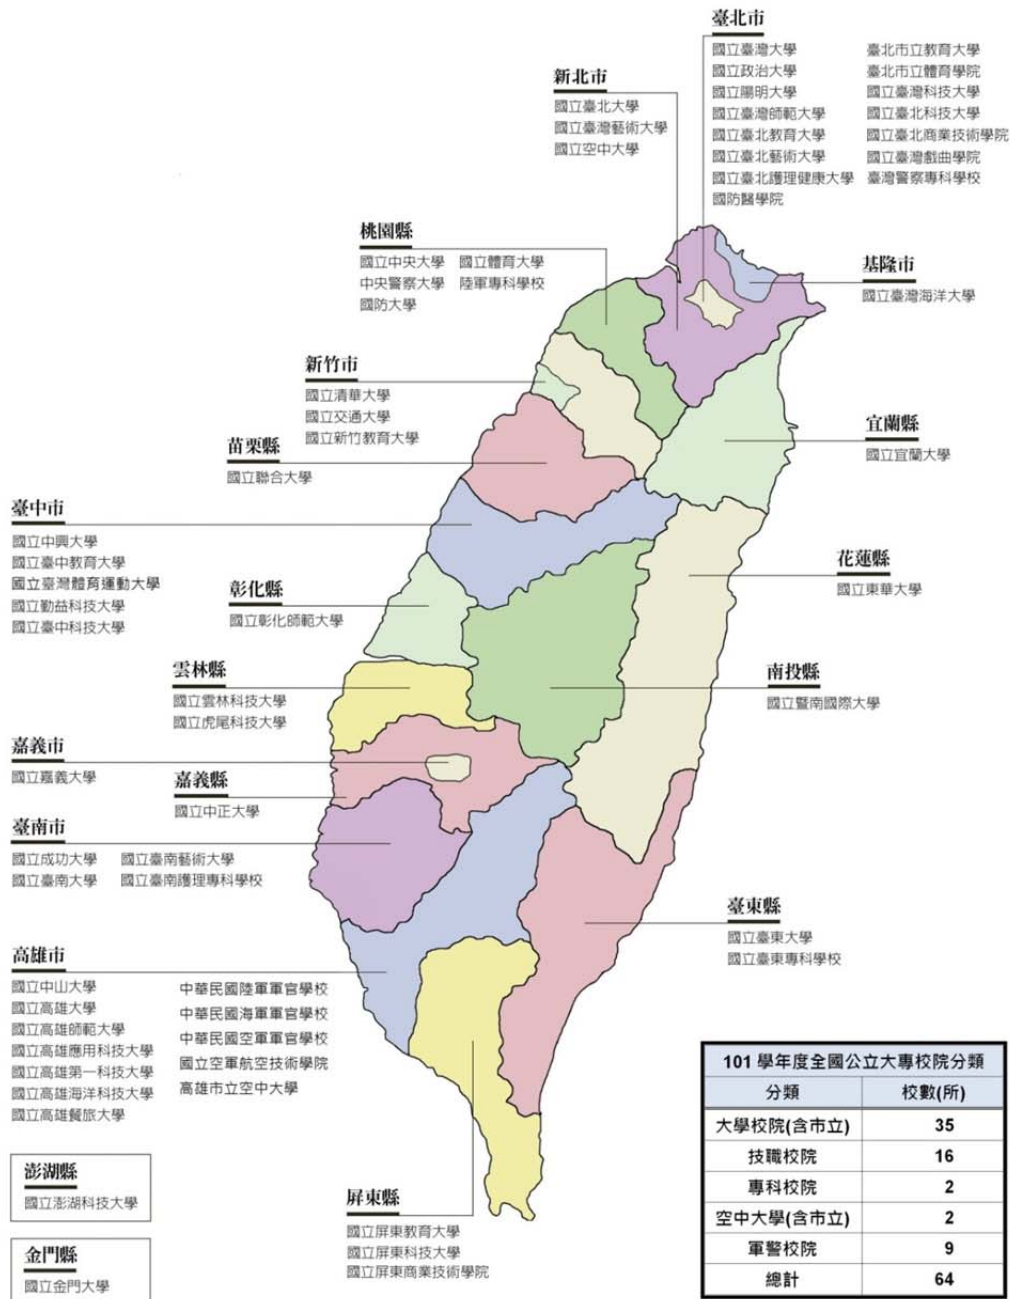 臺北市
國立臺灣大學
國立政治大學
國立陽明大學
國立臺灣師範大學
國立臺北教育大學
國立臺北藝術大學
國立臺北護理健康大學
國防醫學院
臺北市立教育大學
臺北市立體育學院
國立臺灣科技大學
國立臺北科技大學
國立臺北商業技術學院
國立臺灣戲曲學院
臺灣警察專科學校
新北市
國立臺北大學
國立臺灣藝術大學
國立空中大學
桃園縣
國立中央大學 國立體育大學
中央警察大學 陸軍專科學校
國防大學
基隆市
國立臺灣海洋大學
新竹市
國立清華大學
國立交通大學
國立新竹教育大學
宜蘭縣
國立宜蘭大學
苗栗縣
國立聯合大學
臺中市
國立中興大學
國立臺中教育大學
國立臺灣體育運動大學
國立勤益科技大學
國立臺中科技大學
花蓮縣
國立東華大學
彰化縣
國立彰化師範大學
雲林縣
國立雲林科技大學
國立虎尾科技大學
南投縣
國立暨南國際大學
嘉義市
國立嘉義大學
嘉義縣
國立中正大學
臺南市
國立成功大學 國立臺南藝術大學
國立臺南大學 國立臺南護理專科學校
臺東縣
國立臺東大學
國立臺東專科學校
高雄市
國立中山大學
國立高雄大學
國立高雄師範大學
國立高雄應用科技大學
國立高雄第一科技大學
國立高雄海洋科技大學
國立高雄餐旅大學
中華民國陸軍軍官學校
中華民國海軍軍官學校
中華民國空軍軍官學校
國立空軍航空技術學院
高雄市立空中大學
澎湖縣
國立澎湖科技大學
金門縣
國立金門大學
屏東縣
國立屏東教育大學
國立屏東科技大學
國立屏東商業技術學院
101 學年度全國公立大專校院分類
分類 校數(所)
大學校院(含市立) 35
技職校院 16
專科校院 2
空中大學(含市立) 2
軍警校院 9
總計 64